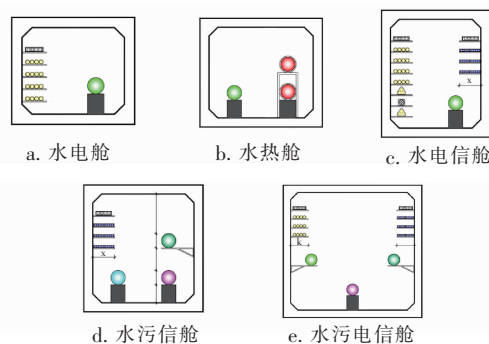 a. 水电舱
b. 水热舱
x
c. 水电信舱
x
d. 水污信舱
k
e. 水污电信舱